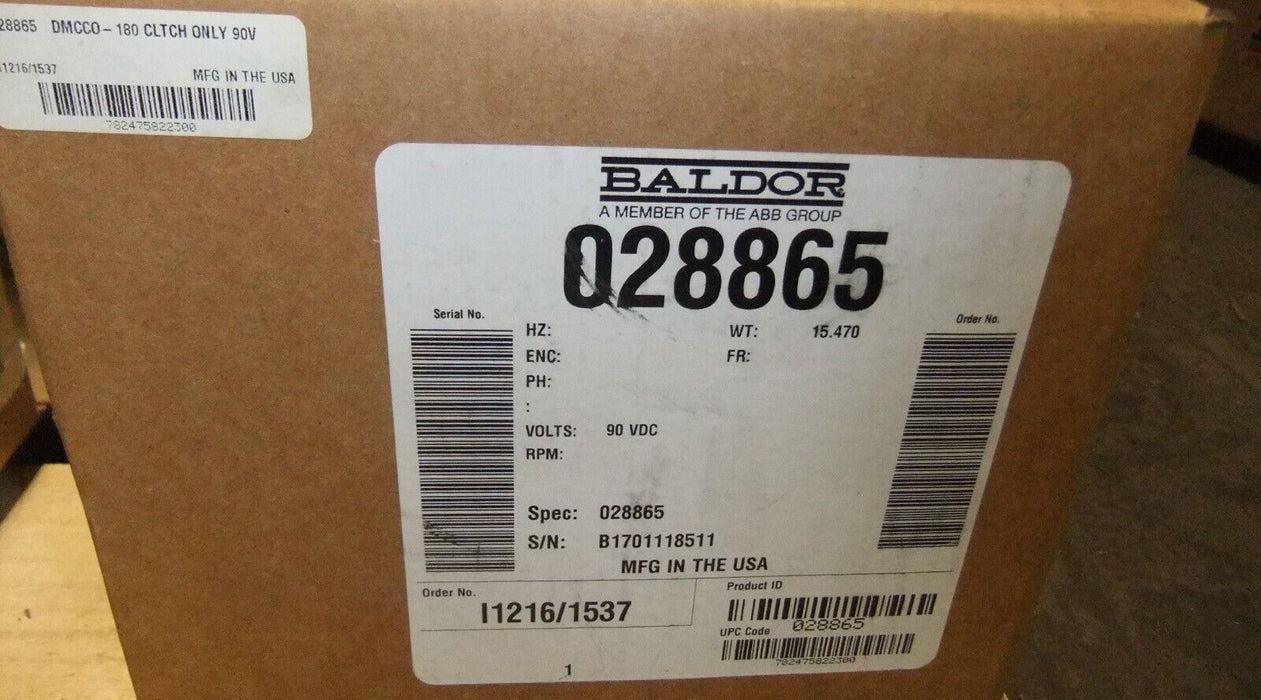 28865 DMCCO-180 CLTCH ONLY 90V
I1216/1537 MFG IN THE USA
782475822300
BALDOR
A MEMBER OF THE ABB GROUP
028865
Serial No.
Order No.
HZ: WT: 15.470
ENC: FR:
PH:
:
VOLTS: 90 VDC
RPM:
Spec: 028865
S/N: B1701118511
MFG IN THE USA
Order No.
I1216/1537
Product ID
028865
UPC Code
782475822300
1